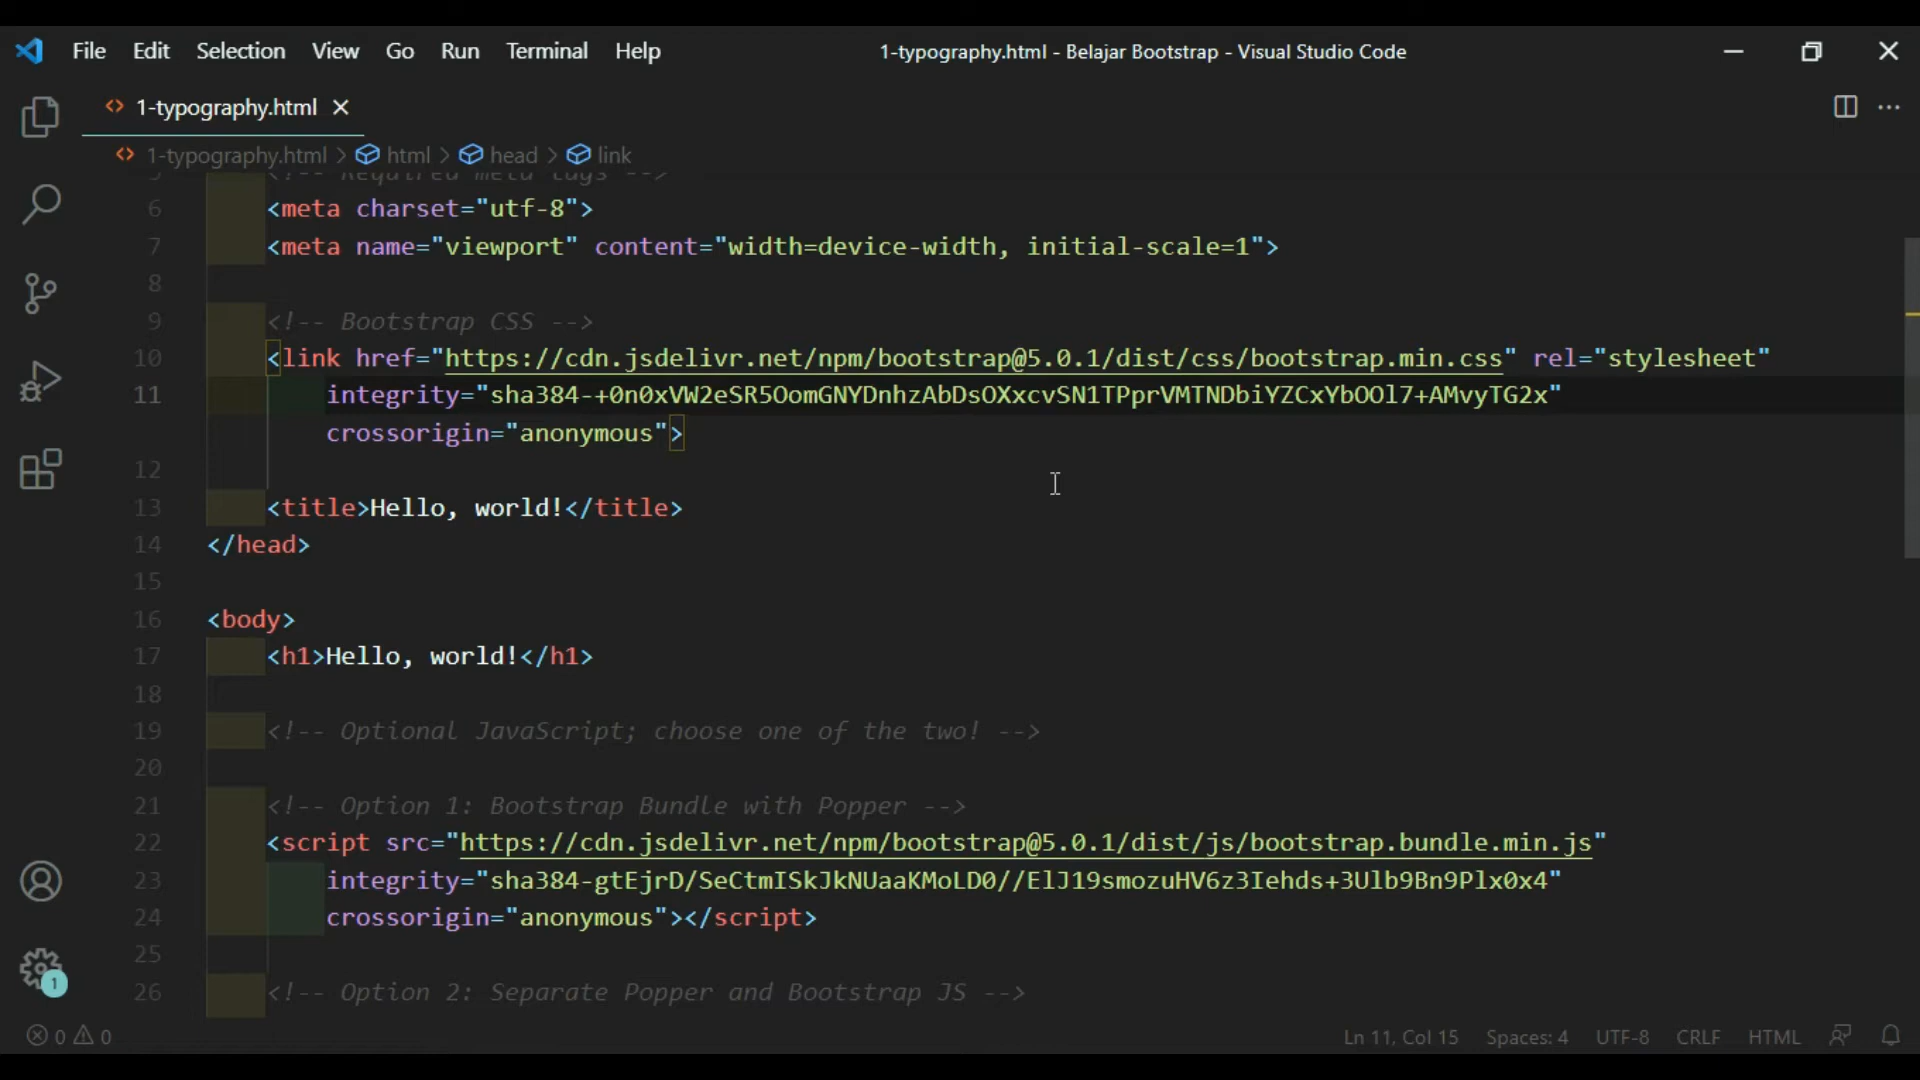 File Edit Selection View Go Run Terminal Help 1-typography.html - Belajar Bootstrap - Visual Studio Code
<> 1-typography.html
<> 1-typography.html > html > head > link
5 <!-- Required meta tags -->
6 <meta charset="utf-8">
7 <meta name="viewport" content="width=device-width, initial-scale=1">
8
9 <!-- Bootstrap CSS -->
10 <link href="https://cdn.jsdelivr.net/npm/bootstrap@5.0.1/dist/css/bootstrap.min.css" rel="stylesheet"
11 integrity="sha384-+0n0xVW2eSR5OomGNYDnhzAbDsOXxcvSN1TPprVMTNDbiYZCxYbOOl7+AMvyTG2x"
crossorigin="anonymous">
12
13 <title>Hello, world!</title>
14 </head>
15
16 <body>
17 <h1>Hello, world!</h1>
18
19 <!-- Optional JavaScript; choose one of the two! -->
20
21 <!-- Option 1: Bootstrap Bundle with Popper -->
22 <script src="https://cdn.jsdelivr.net/npm/bootstrap@5.0.1/dist/js/bootstrap.bundle.min.js"
23 integrity="sha384-gtEjrD/SeCtmISkJkNUaaKMoLD0//ElJ19smozuHV6z3Iehds+3Ulb9Bn9Plx0x4"
24 crossorigin="anonymous"></script>
25
26 <!-- Option 2: Separate Popper and Bootstrap JS -->
1
0 0 Ln 11, Col 15 Spaces: 4 UTF-8 CRLF HTML